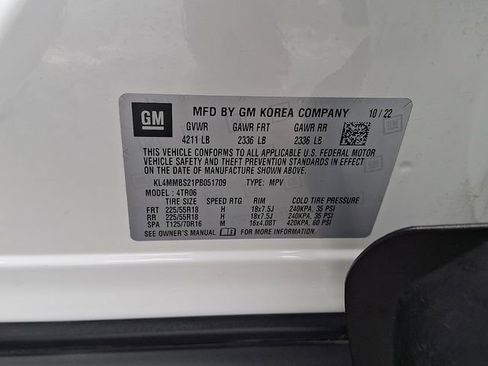 GM
MFD BY GM KOREA COMPANY 10/22
GVWR GAWR FRT GAWR RR
4211 LB 2336 LB 2336 LB
THIS VEHICLE CONFORMS TO ALL APPLICABLE U.S. FEDERAL MOTOR
VEHICLE SAFETY AND THEFT PREVENTION STANDARDS IN EFFECT
ON THE DATE OF MANUFACTURE SHOWN ABOVE.
KL4MMBS21PB051709 TYPE: MPV
MODEL : 4TR06
TIRE SIZE SPEED RTG RIM COLD TIRE PRESSURE
FRT 225/55R18 H 18x7.5J 240KPA, 35 PSI
RR 225/55R18 H 18x7.5J 240KPA, 35 PSI
SPA T125/70R16 M 16x4.0BT 420KPA, 60 PSI
SEE OWNER'S MANUAL FOR MORE INFORMATION.